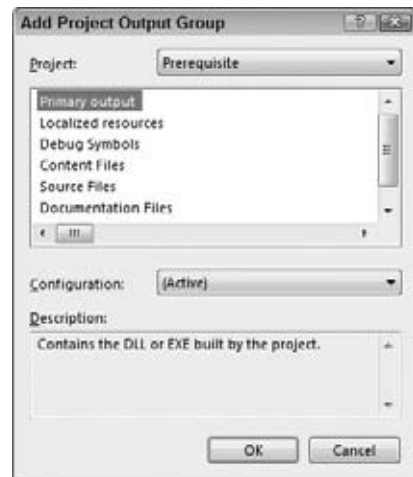 Add Project Output Group
Project: Prerequisite
Primary output
Localized resources
Debug Symbols
Content Files
Source Files
Documentation Files
Configuration: (Active)
Description:
Contains the DLL or EXE built by the project.
OK Cancel